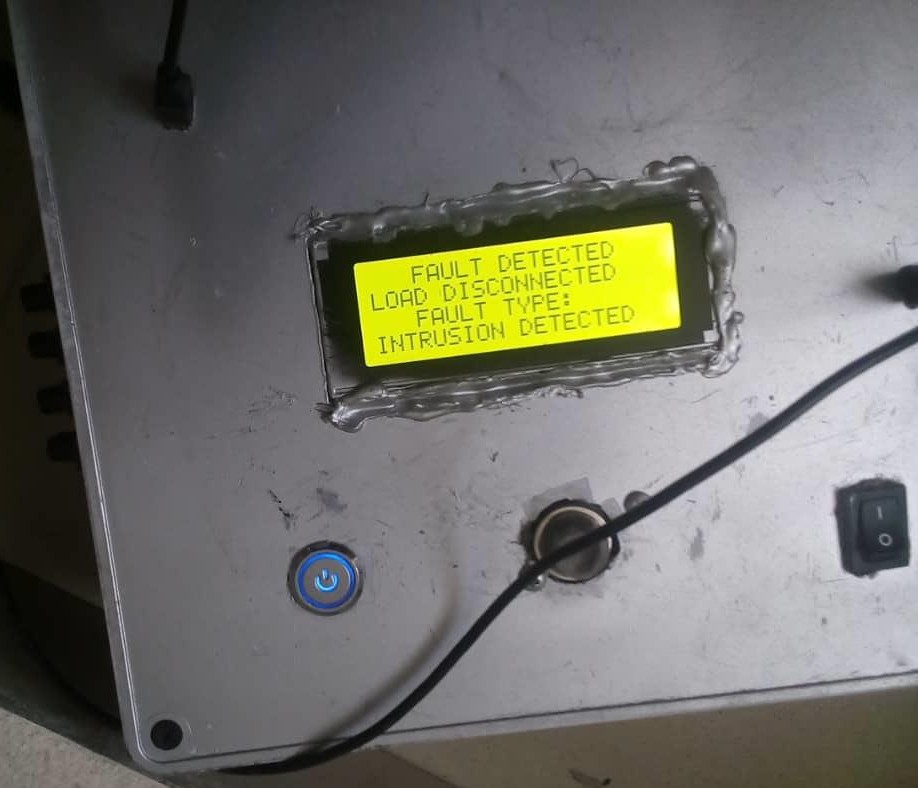 FAULT DETECTED
LOAD DISCONNECTED
FAULT TYPE:
INTRUSION DETECTED